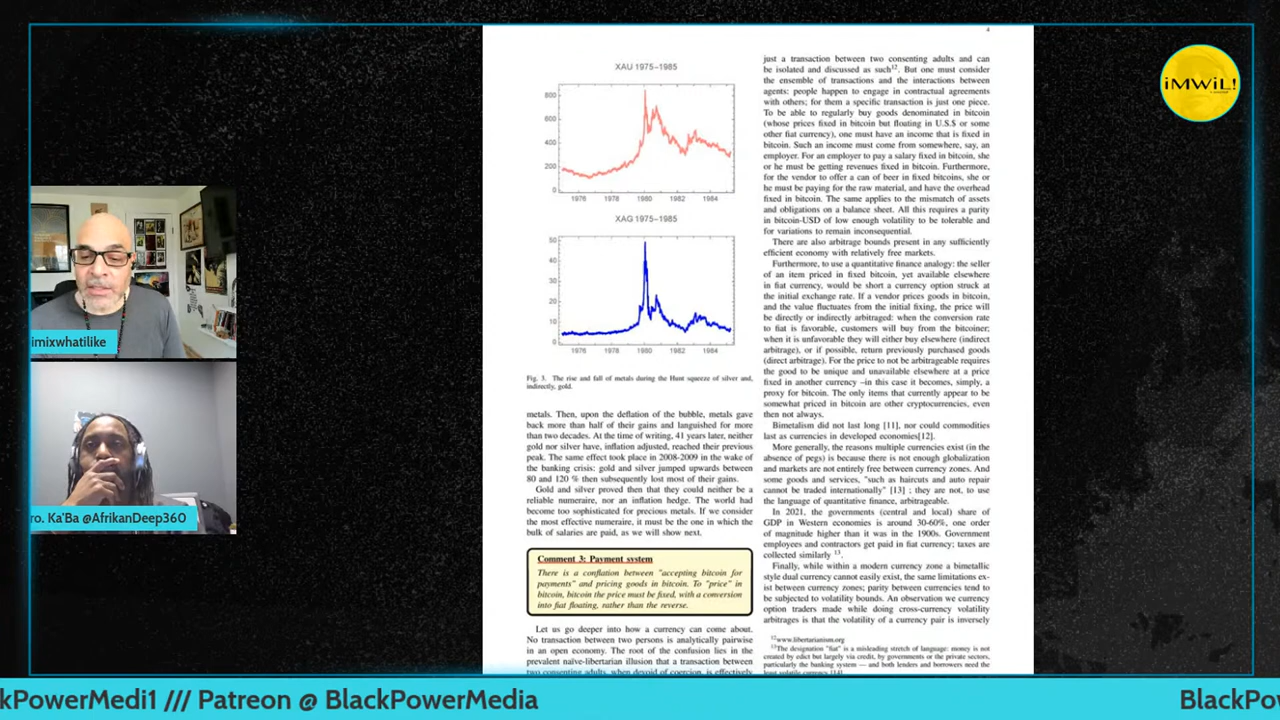 4
XAU 1975–1985
800
600
400
200
0
1976
1978
1980
1982
1984
XAG 1975–1985
50
40
30
20
10
0
1976
1978
1980
1982
1984
Fig. 3. The rise and fall of metals during the Hunt squeeze of silver and,
indirectly, gold.
metals. Then, upon the deflation of the bubble, metals gave
back more than half of their gains and languished for more
than two decades. At the time of writing, 41 years later, neither
gold nor silver have, inflation adjusted, reached their previous
peak. The same effect took place in 2008-2009 in the wake of
the banking crisis: gold and silver jumped upwards between
80 and 120 % then subsequently lost most of their gains.
Gold and silver proved then that they could neither be a
reliable numeraire, nor an inflation hedge. The world had
become too sophisticated for precious metals. If we consider
the most effective numeraire, it must be the one in which the
bulk of salaries are paid, as we will show next.
Comment 3: Payment system
There is a conflation between "accepting bitcoin for
payments" and pricing goods in bitcoin. To "price" in
bitcoin, bitcoin the price must be fixed, with a conversion
into fiat floating, rather than the reverse.
Let us go deeper into how a currency can come about.
No transaction between two persons is analytically pairwise
in an open economy. The root of the confusion lies in the
prevalent naïve-libertarian illusion that a transaction between
two consenting adults, when devoid of coercion, is effectively
just a transaction between two consenting adults and can
be isolated and discussed as such12. But one must consider
the ensemble of transactions and the interactions between
agents: people happen to engage in contractual agreements
with others; for them a specific transaction is just one piece.
To be able to regularly buy goods denominated in bitcoin
(whose prices fixed in bitcoin but floating in U.S.$ or some
other fiat currency), one must have an income that is fixed in
bitcoin. Such an income must come from somewhere, say, an
employer. For an employer to pay a salary fixed in bitcoin, she
or he must be getting revenues fixed in bitcoin. Furthermore,
for the vendor to offer a can of beer in fixed bitcoins, she or
he must be paying for the raw material, and have the overhead
fixed in bitcoin. The same applies to the mismatch of assets
and obligations on a balance sheet. All this requires a parity
in bitcoin-USD of low enough volatility to be tolerable and
for variations to remain inconsequential.
There are also arbitrage bounds present in any sufficiently
efficient economy with relatively free markets.
Furthermore, to use a quantitative finance analogy: the seller
of an item priced in fixed bitcoin, yet available elsewhere
in fiat currency, would be short a currency option struck at
the initial exchange rate. If a vendor prices goods in bitcoin,
and the value fluctuates from the initial fixing, the price will
be directly or indirectly arbitraged: when the conversion rate
to fiat is favorable, customers will buy from the bitcoiner;
when it is unfavorable they will either buy elsewhere (indirect
arbitrage), or if possible, return previously purchased goods
(direct arbitrage). For the price to not be arbitrageable requires
the good to be unique and unavailable elsewhere at a price
fixed in another currency –in this case it becomes, simply, a
proxy for bitcoin. The only items that currently appear to be
somewhat priced in bitcoin are other cryptocurrencies, even
then not always.
Bimetalism did not last long [11], nor could commodities
last as currencies in developed economies[12].
More generally, the reasons multiple currencies exist (in the
absence of pegs) is because there is not enough globalization
and markets are not entirely free between currency zones. And
some goods and services, "such as haircuts and auto repair
cannot be traded internationally" [13] ; they are not, to use
the language of quantitative finance, arbitrageable.
In 2021, the governments (central and local) share of
GDP in Western economies is around 30-60%, one order
of magnitude higher than it was in the 1900s. Government
employees and contractors get paid in fiat currency; taxes are
collected similarly 13.
Finally, while within a modern currency zone a bimetallic
style dual currency cannot easily exist, the same limitations ex-
ist between currency zones; parity between currencies tend to
be subjected to volatility bounds. An observation we currency
option traders made while doing cross-currency volatility
arbitrages is that the volatility of a currency pair is inversely
12www.libertarianism.org
13The designation "fiat" is a misleading stretch of language: money is not
created by edict but largely via credit, by governments or the private sectors,
particularly the banking system — and both lenders and borrowers need the
least volatile currency [14].
iMWiL!
imixwhatilike
ro. Ka'Ba @AfrikanDeep360
kPowerMedi1 /// Patreon @ BlackPowerMedia
BlackPow